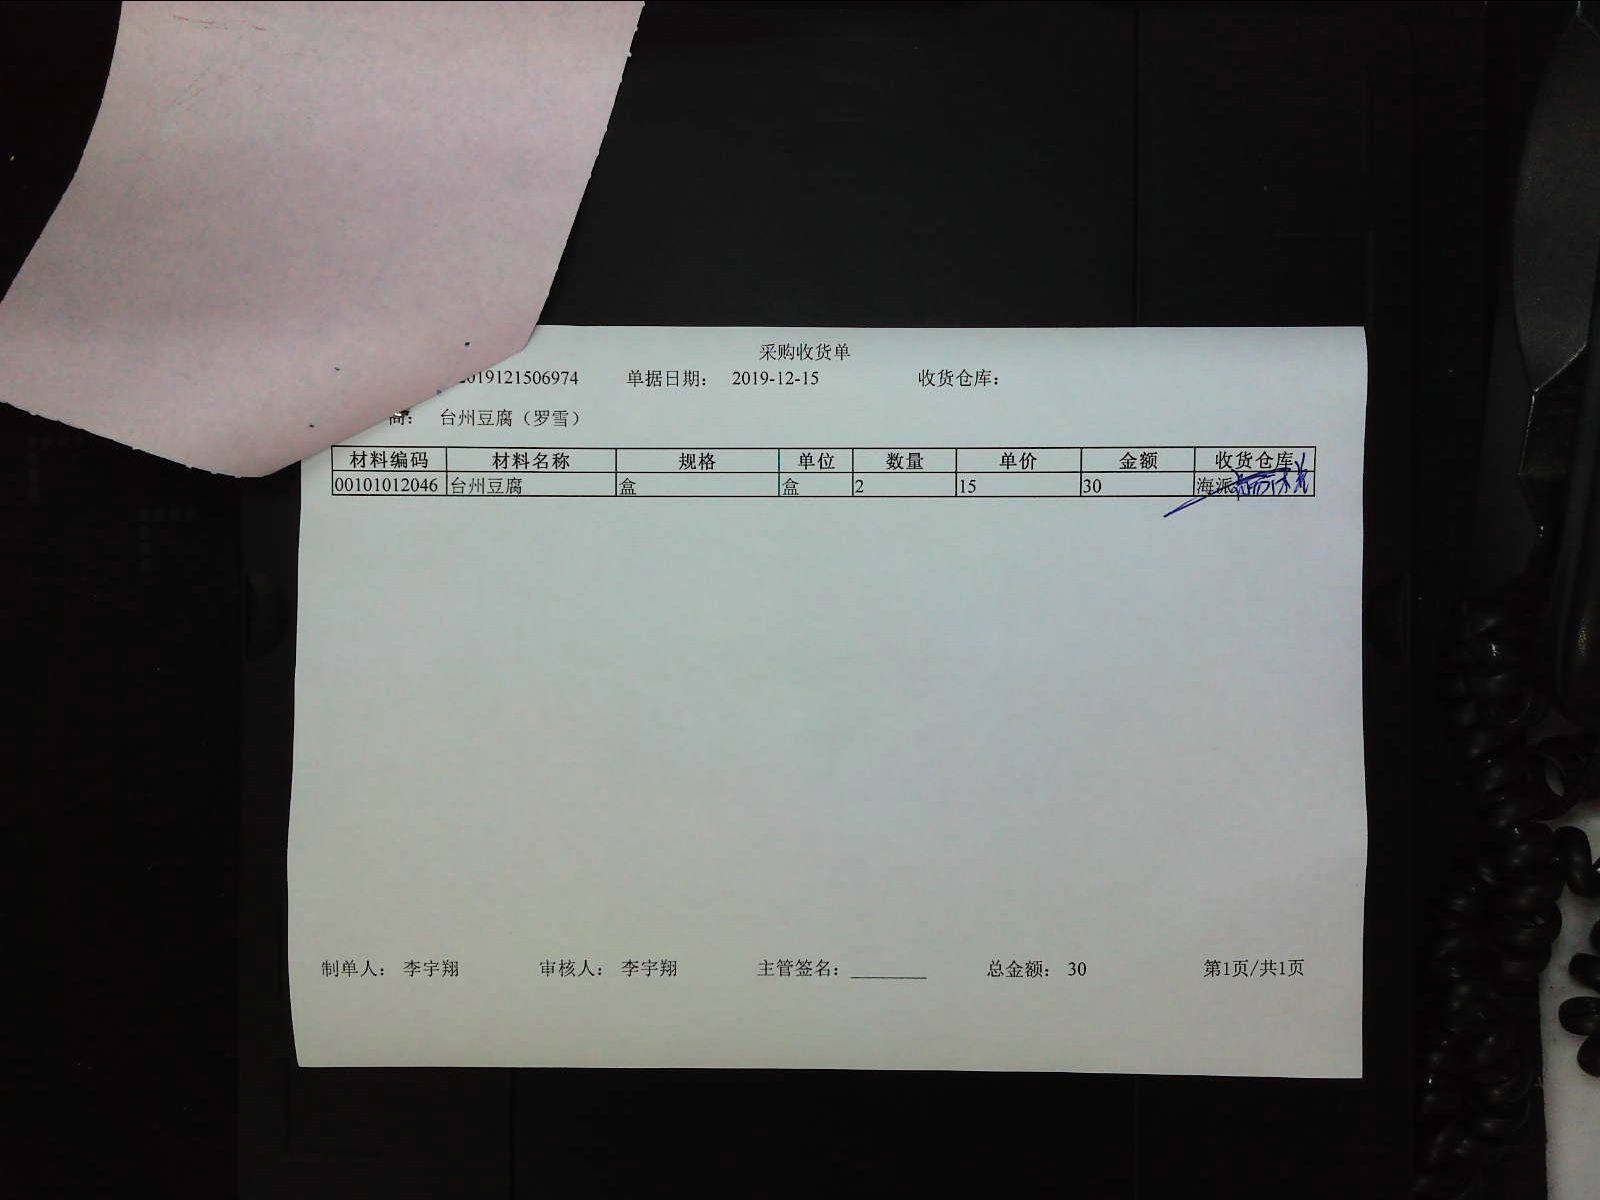 采购收货单
2019121506974 单据日期： 2019-12-15 收货仓库：
商： 台州豆腐（罗雪）
材料编码 材料名称 规格 单位 数量 单价 金额 收货仓库
00101012046 台州豆腐 盒 盒 2 15 30 海派
制单人： 李宇翔 审核人： 李宇翔 主管签名： 总金额： 30 第1页/共1页